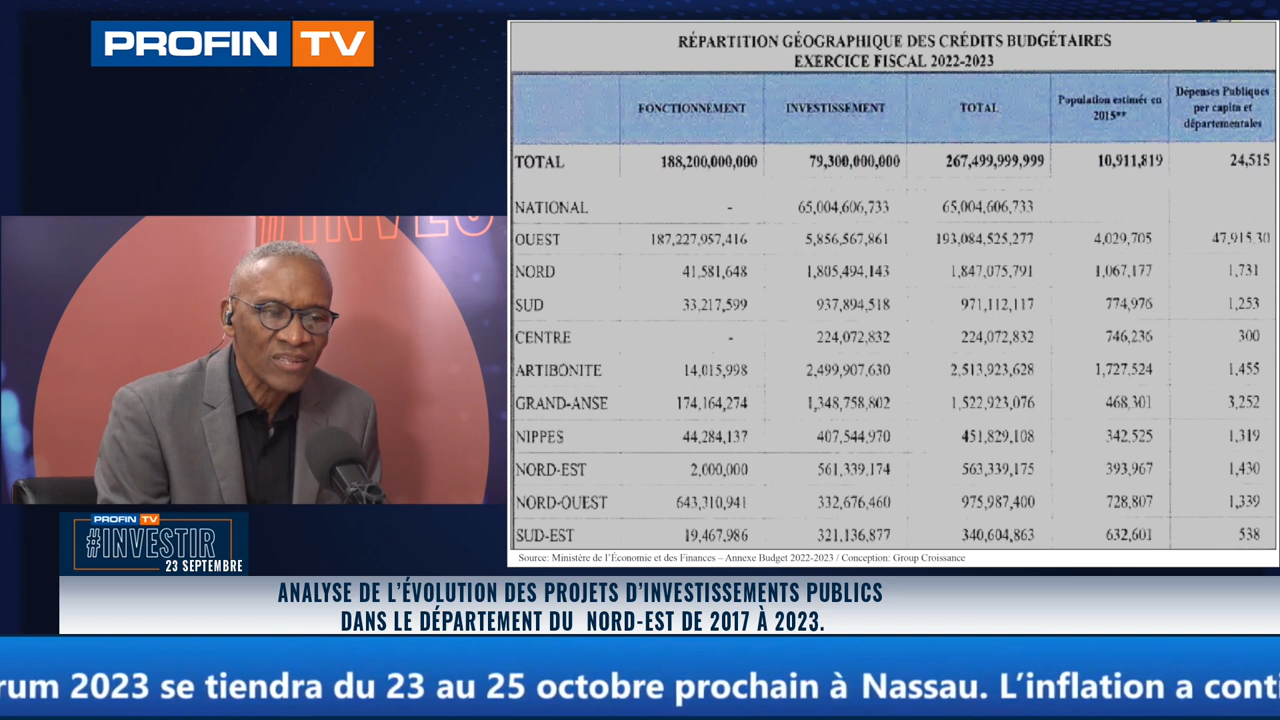 PROFIN TV
RÉPARTITION GÉOGRAPHIQUE DES CRÉDITS BUDGÉTAIRES
EXERCICE FISCAL 2022-2023
FONCTIONNEMENT INVESTISSEMENT TOTAL Population estimée en 2015** Dépenses Publiques per capita et départementales
TOTAL 188,200,000,000 79,300,000,000 267,499,999,999 10,911,819 24,515
NATIONAL - 65,004,606,733 65,004,606,733
OUEST 187,227,957,416 5,856,567,861 193,084,525,277 4,029,705 47,915.30
NORD 41,581,648 1,805,494,143 1,847,075,791 1,067,177 1,731
SUD 33,217,599 937,894,518 971,112,117 774,976 1,253
CENTRE - 224,072,832 224,072,832 746,236 300
ARTIBONITE 14,015,998 2,499,907,630 2,513,923,628 1,727,524 1,455
GRAND-ANSE 174,164,274 1,348,758,802 1,522,923,076 468,301 3,252
NIPPES 44,284,137 407,544,970 451,829,108 342,525 1,319
NORD-EST 2,000,000 561,339,174 563,339,175 393,967 1,430
NORD-OUEST 643,310,941 332,676,460 975,987,400 728,807 1,339
SUD-EST 19,467,986 321,136,877 340,604,863 632,601 538
Source: Ministère de l'Économie et des Finances – Annexe Budget 2022-2023 / Conception: Group Croissance
PROFIN TV
#INVESTIR
23 SEPTEMBRE
ANALYSE DE L'ÉVOLUTION DES PROJETS D'INVESTISSEMENTS PUBLICS
DANS LE DÉPARTEMENT DU NORD-EST DE 2017 À 2023.
rum 2023 se tiendra du 23 au 25 octobre prochain à Nassau. L'inflation a conti